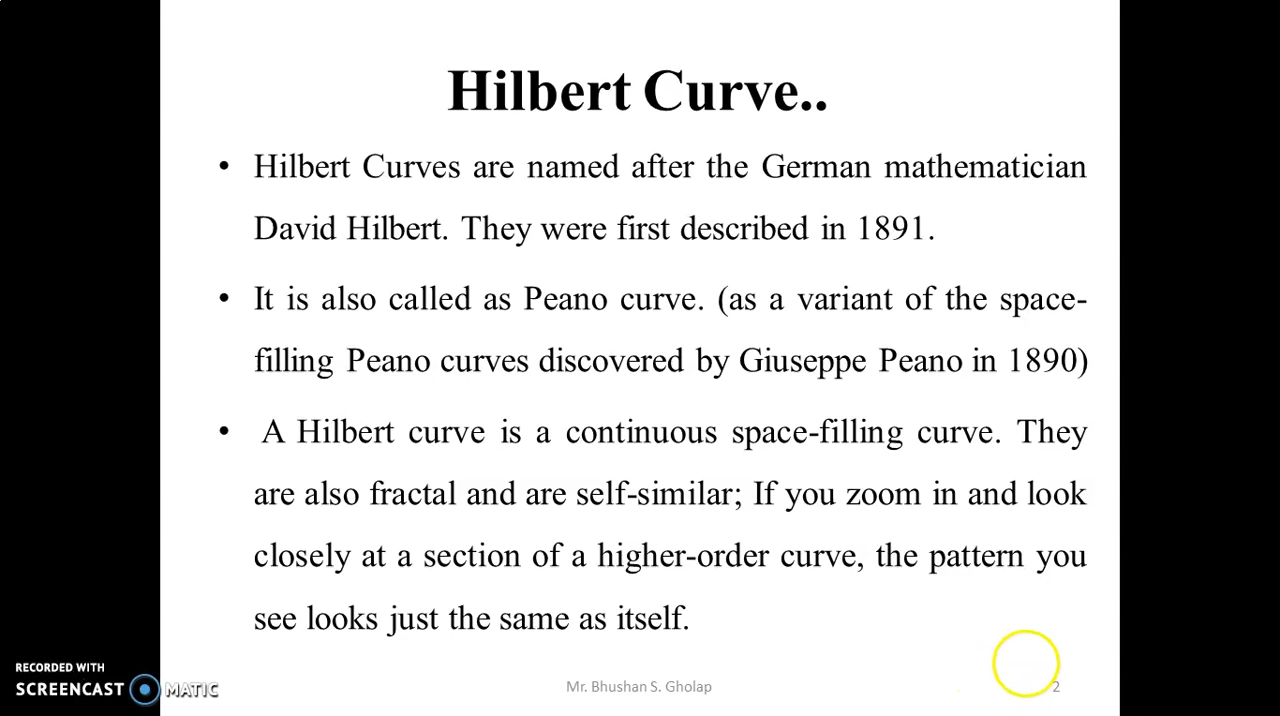 Hilbert Curve..
• Hilbert Curves are named after the German mathematician
David Hilbert. They were first described in 1891.
• It is also called as Peano curve. (as a variant of the space-
filling Peano curves discovered by Giuseppe Peano in 1890)
• A Hilbert curve is a continuous space-filling curve. They
are also fractal and are self-similar; If you zoom in and look
closely at a section of a higher-order curve, the pattern you
see looks just the same as itself.
RECORDED WITH
SCREENCAST MATIC
Mr. Bhushan S. Gholap
2